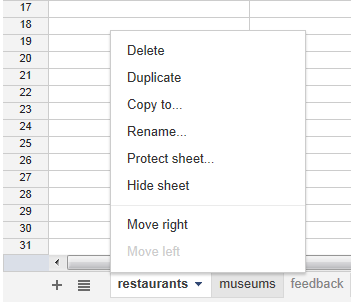 17
18
19
20
21
22
23
24
25
26
27
28
29
30
31
Delete
Duplicate
Copy to...
Rename...
Protect sheet...
Hide sheet
Move right
Move left
restaurants museums feedback